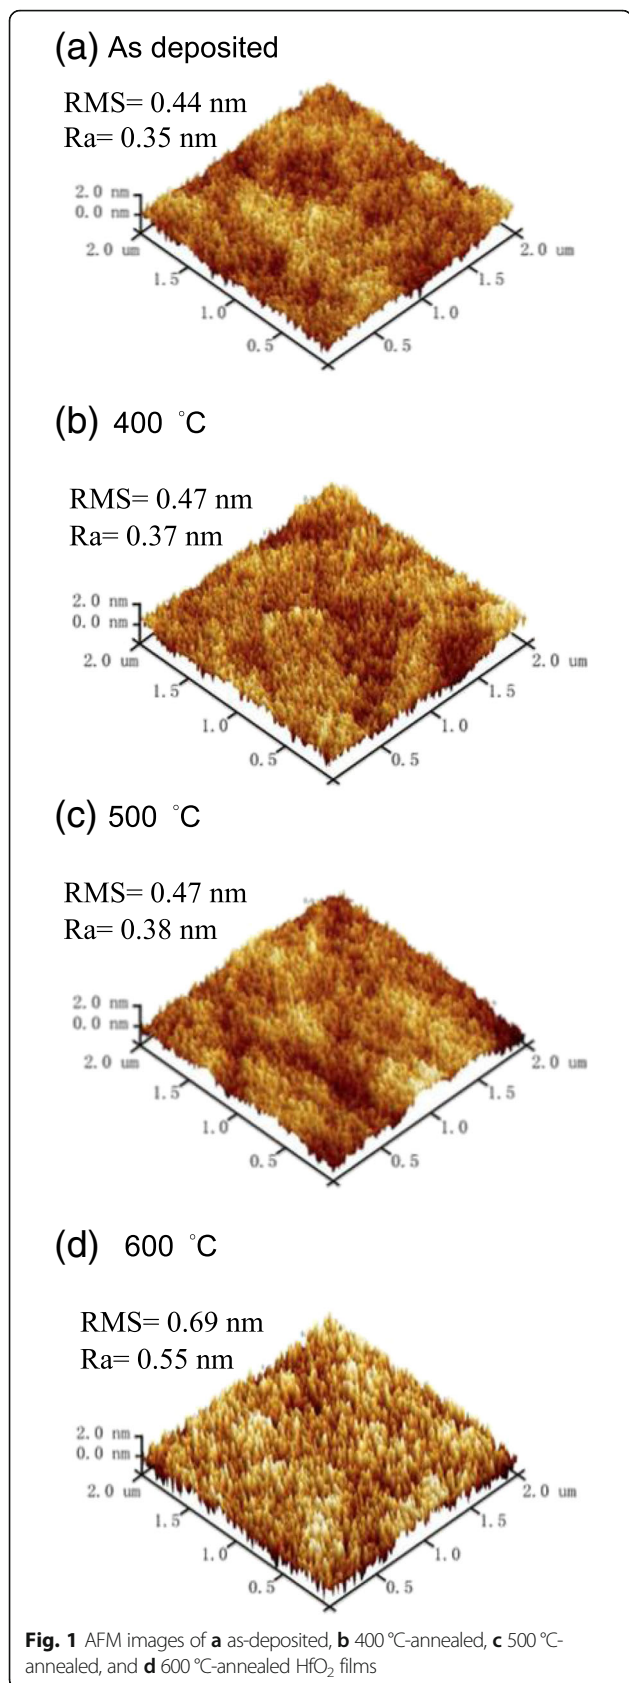 (a) As deposited
RMS= 0.44 nm
Ra= 0.35 nm
2.0 nm
0.0 nm
2.0 um
1.5
1.0
0.5
0.5
1.0
1.5
2.0 um
(b) 400 °C
RMS= 0.47 nm
Ra= 0.37 nm
2.0 nm
0.0 nm
2.0 um
1.5
1.0
0.5
0.5
1.0
1.5
2.0 um
(c) 500 °C
RMS= 0.47 nm
Ra= 0.38 nm
2.0 nm
0.0 nm
2.0 um
1.5
1.0
0.5
0.5
1.0
1.5
2.0 um
(d) 600 °C
RMS= 0.69 nm
Ra= 0.55 nm
2.0 nm
0.0 nm
2.0 um
1.5
1.0
0.5
0.5
1.0
1.5
2.0 um
Fig. 1 AFM images of a as-deposited, b 400 °C-annealed, c 500 °C-
annealed, and d 600 °C-annealed HfO₂ films